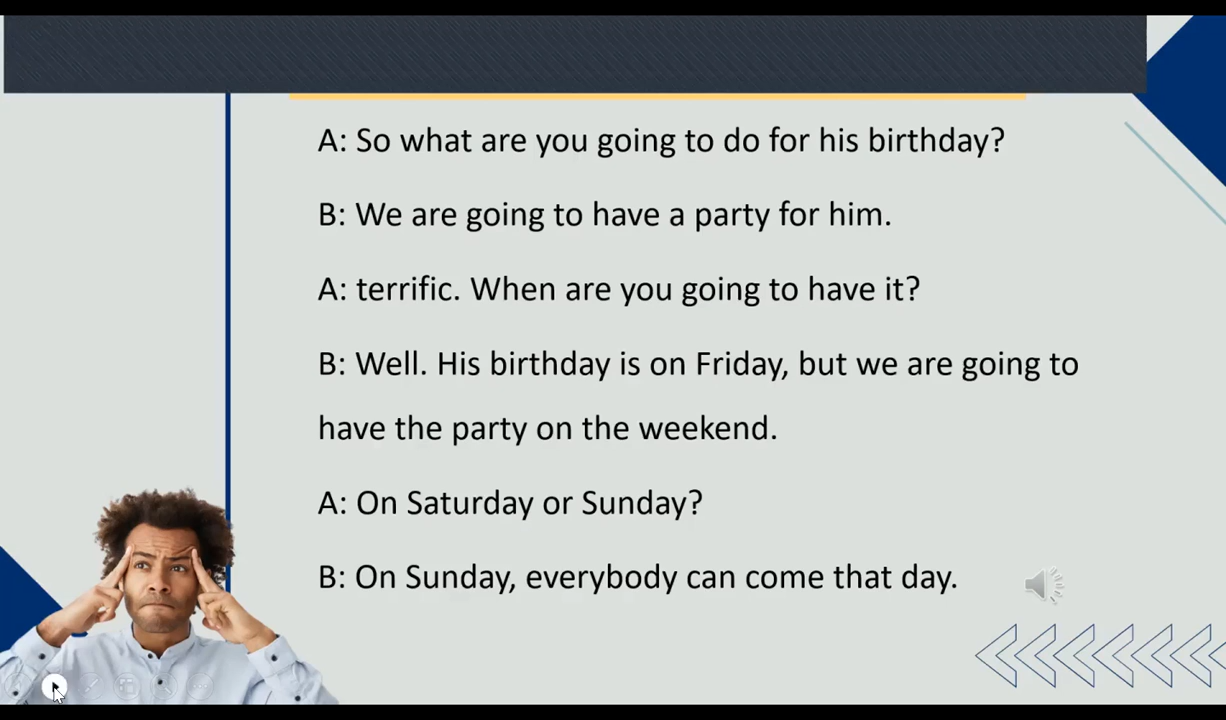 A: So what are you going to do for his birthday?
B: We are going to have a party for him.
A: terrific. When are you going to have it?
B: Well. His birthday is on Friday, but we are going to
have the party on the weekend.
A: On Saturday or Sunday?
B: On Sunday, everybody can come that day.